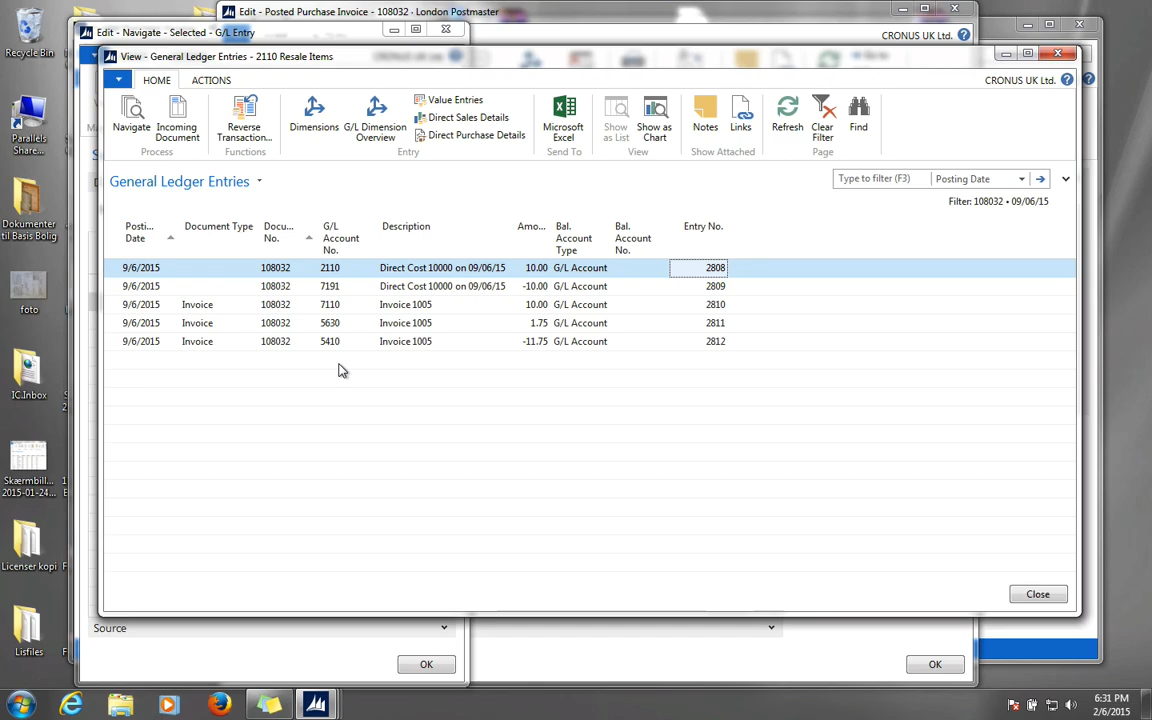 Edit - Posted Purchase Invoice - 108032 - London Postmaster
Edit - Navigate - Selected - G/L Entry
CRONUS UK Ltd.
View - General Ledger Entries - 2110 Resale Items
HOME ACTIONS
CRONUS UK Ltd.
Navigate
Incoming Document
Process
Reverse Transaction...
Functions
Dimensions
G/L Dimension Overview
Value Entries
Direct Sales Details
Direct Purchase Details
Entry
Microsoft Excel
Send To
Show as List
Show as Chart
View
Notes
Links
Show Attached
Refresh
Clear Filter
Find
Page
General Ledger Entries
Type to filter (F3) Posting Date
Filter: 108032 • 09/06/15
Posti... Date Document Type Docu... No. G/L Account No. Description Amo... Bal. Account Type Bal. Account No. Entry No.
9/6/2015 108032 2110 Direct Cost 10000 on 09/06/15 10.00 G/L Account 2808
9/6/2015 108032 7191 Direct Cost 10000 on 09/06/15 -10.00 G/L Account 2809
9/6/2015 Invoice 108032 7110 Invoice 1005 10.00 G/L Account 2810
9/6/2015 Invoice 108032 5630 Invoice 1005 1.75 G/L Account 2811
9/6/2015 Invoice 108032 5410 Invoice 1005 -11.75 G/L Account 2812
Close
Source
OK
OK
Recycle Bin
Parallels Share...
Dokumenter til Basis Bolig
foto
IC.Inbox
Skærmbill... 2015-01-24...
Licenser kopi
Lisfiles
6:31 PM
2/6/2015